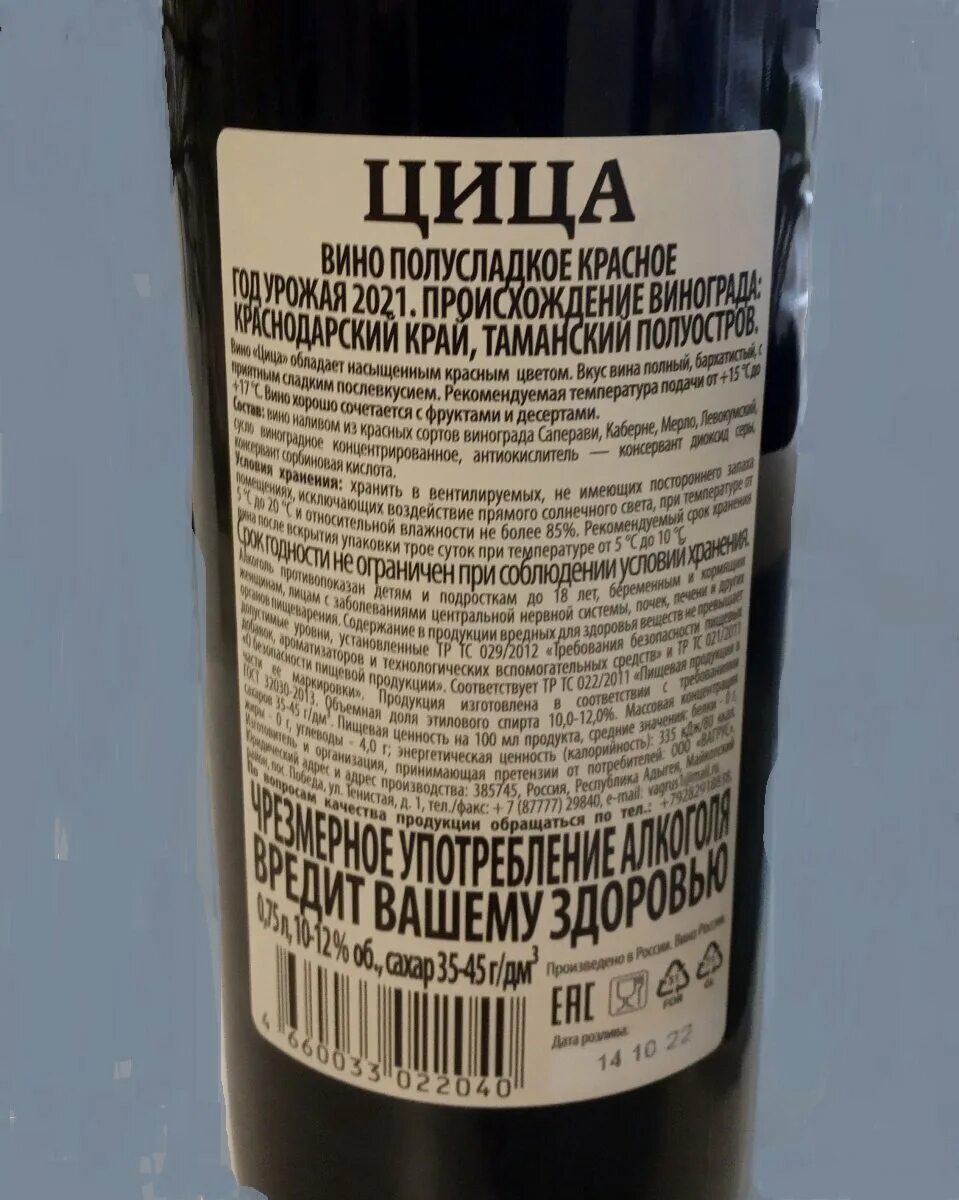 ЦИЦА
ВИНО ПОЛУСЛАДКОЕ КРАСНОЕ
ГОД УРОЖАЯ 2021. ПРОИСХОЖДЕНИЕ ВИНОГРАДА:
КРАСНОДАРСКИЙ КРАЙ, ТАМАНСКИЙ ПОЛУОСТРОВ.
Вино «Цица» обладает насыщенным красным цветом. Вкус вина полный, бархатистый, с
приятным сладким послевкусием. Рекомендуемая температура подачи от +15 °С до
+17 °С. Вино хорошо сочетается с фруктами и десертами.
Состав: вино наливом из красных сортов винограда Саперави, Каберне, Мерло, Левокумский,
сусло виноградное концентрированное, антиокислитель — консервант диоксид серы,
консервант сорбиновая кислота.
Условия хранения: хранить в вентилируемых, не имеющих постороннего запаха
помещениях, исключающих воздействие прямого солнечного света, при температуре от
5 °С до 20 °С и относительной влажности не более 85%. Рекомендуемый срок хранения
вина после вскрытия упаковки трое суток при температуре от 5 °С до 10 °С.
Срок годности не ограничен при соблюдении условий хранения.
Алкоголь противопоказан детям и подросткам до 18 лет, беременным и кормящим
женщинам, лицам с заболеваниями центральной нервной системы, почек, печени и других
органов пищеварения. Содержание в продукции вредных для здоровья веществ не превышает
допустимые уровни, установленные ТР ТС 029/2012 «Требования безопасности пищевых
добавок, ароматизаторов и технологических вспомогательных средств» и ТР ТС 021/2011
«О безопасности пищевой продукции». Соответствует ТР ТС 022/2011 «Пищевая продукция в
части ее маркировки». Продукция изготовлена в соответствии с требованиями
ГОСТ 32030-2013. Объемная доля этилового спирта 10,0-12,0%. Массовая концентрация
сахаров 35-45 г/дм³. Пищевая ценность на 100 мл продукта, средние значения: белки - 0 г,
жиры - 0 г, углеводы - 4,0 г; энергетическая ценность (калорийность): 335 кДж/80 ккал.
Изготовитель и организация, принимающая претензии от потребителей: ООО «ВАГРУС».
Юридический адрес и адрес производства: 385745, Россия, Республика Адыгея, Майкопский
район, пос. Победа, ул. Тенистая, д. 1, тел./факс: + 7 (87777) 29840, e-mail: vagrus1@mail.ru
По вопросам качества продукции обращаться по тел.: +79282918838.
ЧРЕЗМЕРНОЕ УПОТРЕБЛЕНИЕ АЛКОГОЛЯ
ВРЕДИТ ВАШЕМУ ЗДОРОВЬЮ
0,75 л, 10-12% об., сахар 35-45 г/дм³
Произведено в России. Вино России.
ЕАС
FOR
GL
Дата розлива:
14 10 22
4 660033 022040